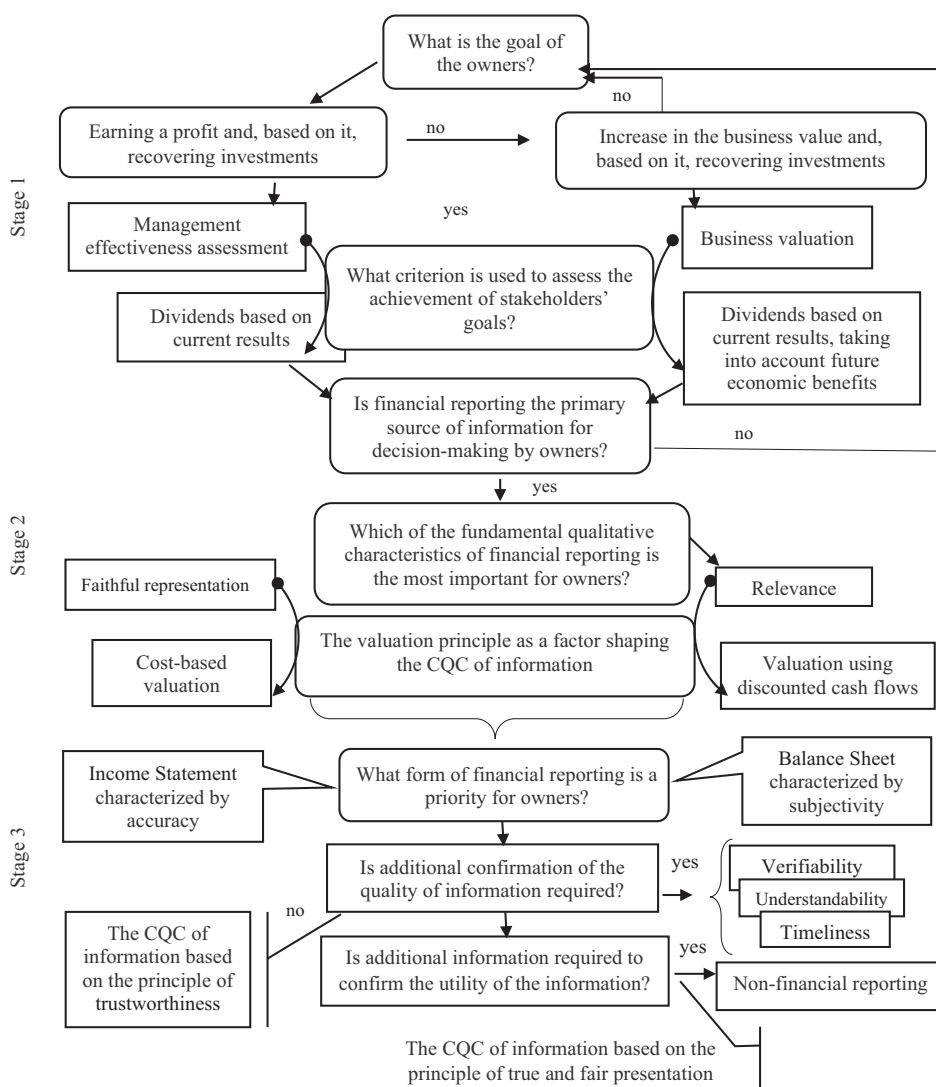 What is the goal of
the owners?
no
Earning a profit and, based on it,
recovering investments
no
Increase in the business value and,
based on it, recovering investments
Stage 1
yes
Management
effectiveness assessment
Business valuation
What criterion is used to assess the
achievement of stakeholders’
goals?
Dividends based on
current results
Dividends based on
current results, taking
into account future
economic benefits
Is financial reporting the primary
source of information for
decision-making by owners?
no
yes
Stage 2
Which of the fundamental qualitative
characteristics of financial reporting is
the most important for owners?
Faithful representation
Relevance
The valuation principle as a factor shaping
the CQC of information
Cost-based
valuation
Valuation using
discounted cash flows
Income Statement
characterized by
accuracy
What form of financial reporting is a
priority for owners?
Balance Sheet
characterized by
subjectivity
Stage 3
Is additional confirmation of the
quality of information required?
yes
Verifiability
Understandability
Timeliness
no
The CQC of
information based
on the principle of
trustworthiness
Is additional information required to
confirm the utility of the information?
yes
Non-financial reporting
The CQC of information based on the
principle of true and fair presentation